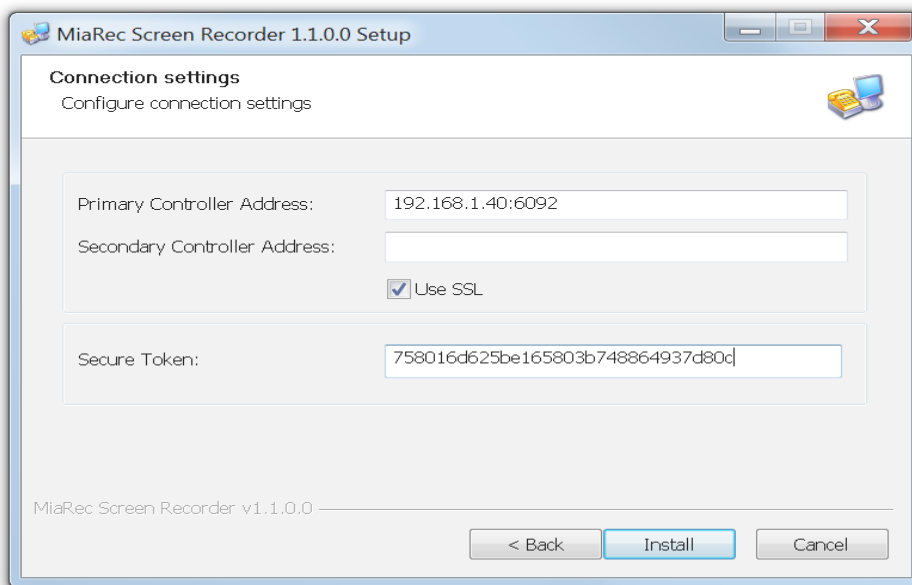 MiaRec Screen Recorder 1.1.0.0 Setup
Connection settings
Configure connection settings
Primary Controller Address: 192.168.1.40:6092
Secondary Controller Address:
Use SSL
Secure Token: 758016d625be165803b748864937d80c
MiaRec Screen Recorder v1.1.0.0
< Back Install Cancel